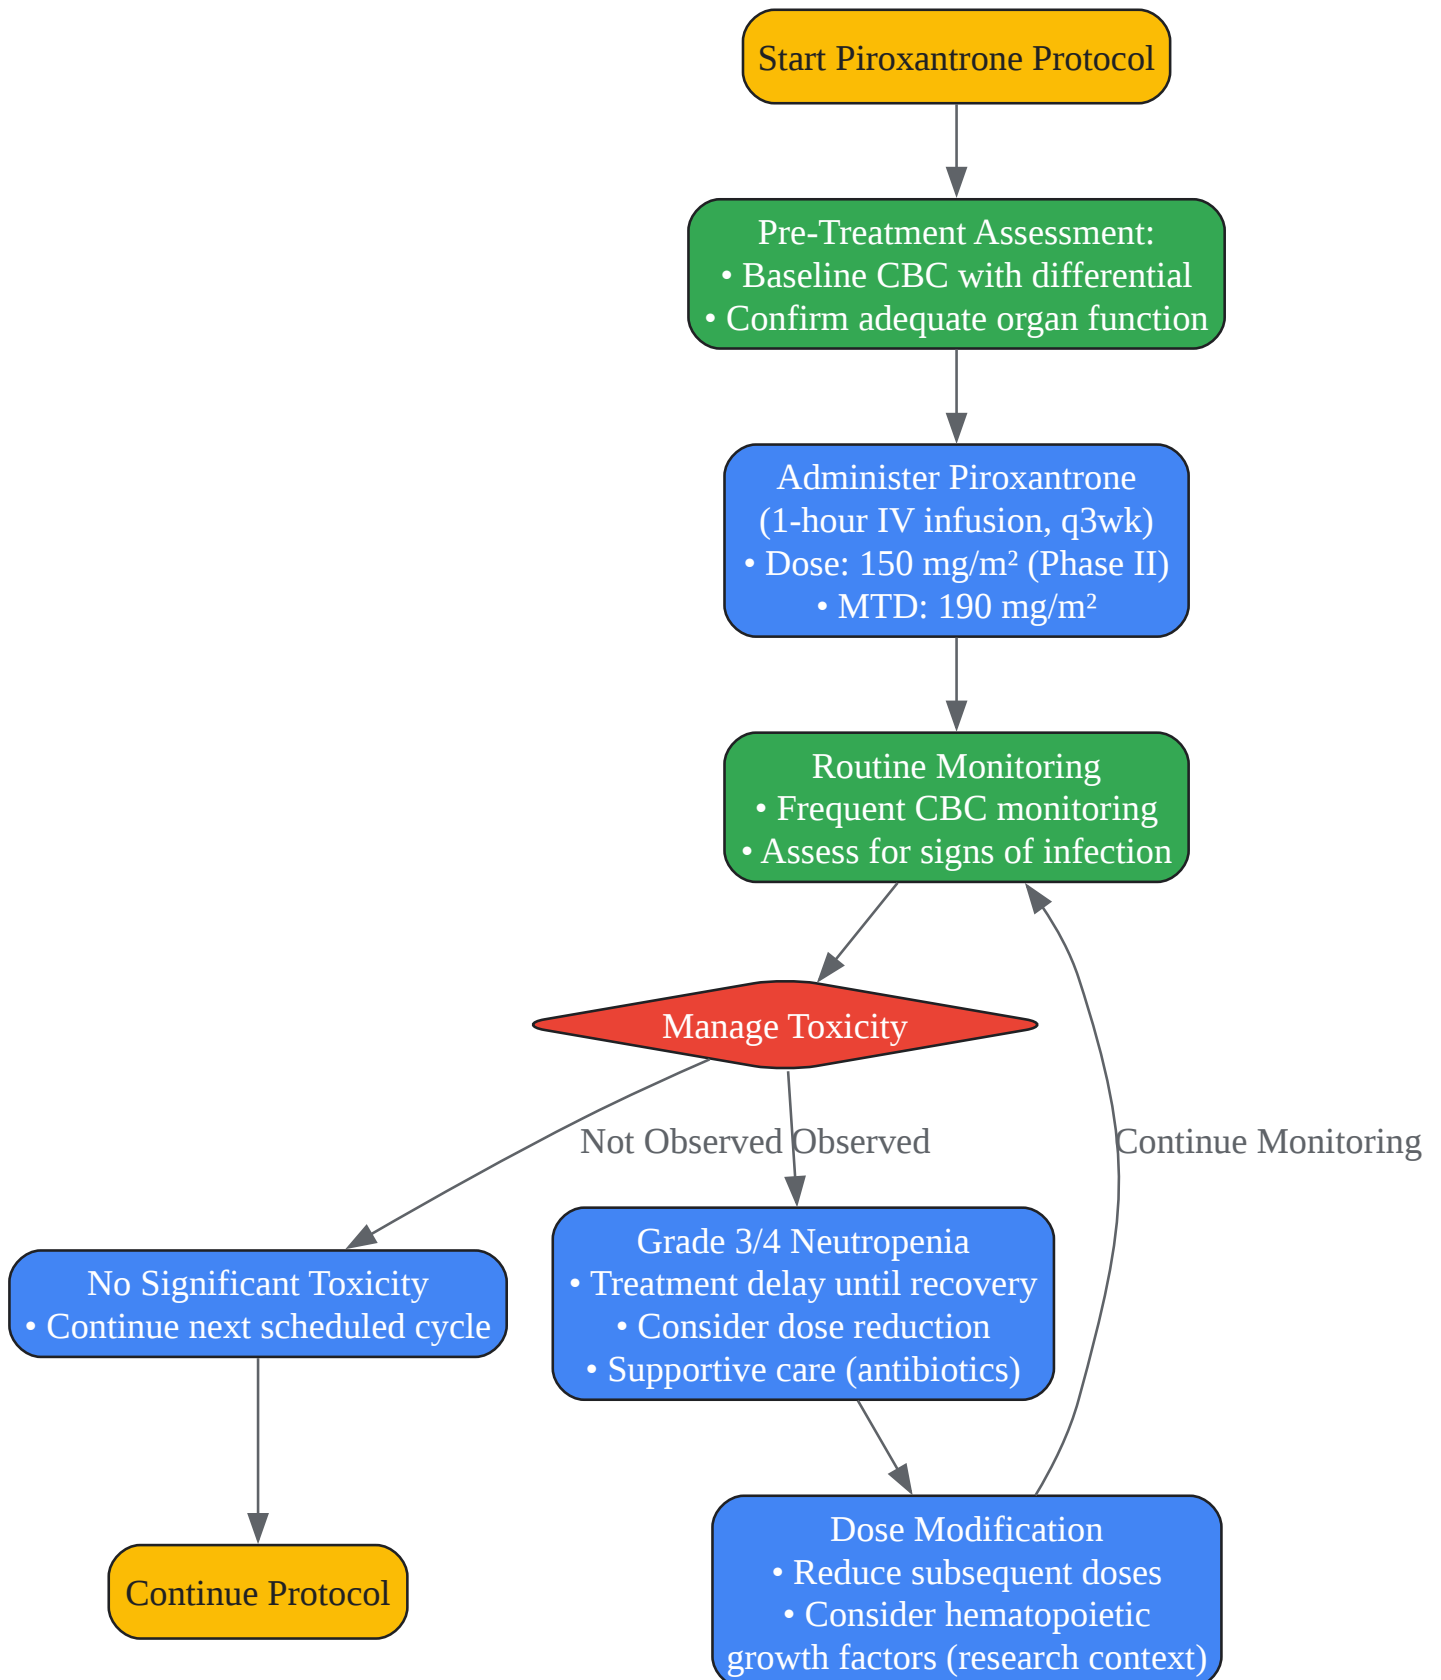 Start Piroxantrone Protocol
Pre-Treatment Assessment:
• Baseline CBC with differential
• Confirm adequate organ function
Administer Piroxantrone
(1-hour IV infusion, q3wk)
• Dose: 150 mg/m² (Phase II)
• MTD: 190 mg/m²
Routine Monitoring
• Frequent CBC monitoring
• Assess for signs of infection
Manage Toxicity
Not Observed
Observed
Continue Monitoring
No Significant Toxicity
• Continue next scheduled cycle
Grade 3/4 Neutropenia
• Treatment delay until recovery
• Consider dose reduction
• Supportive care (antibiotics)
Continue Protocol
Dose Modification
• Reduce subsequent doses
• Consider hematopoietic
growth factors (research context)